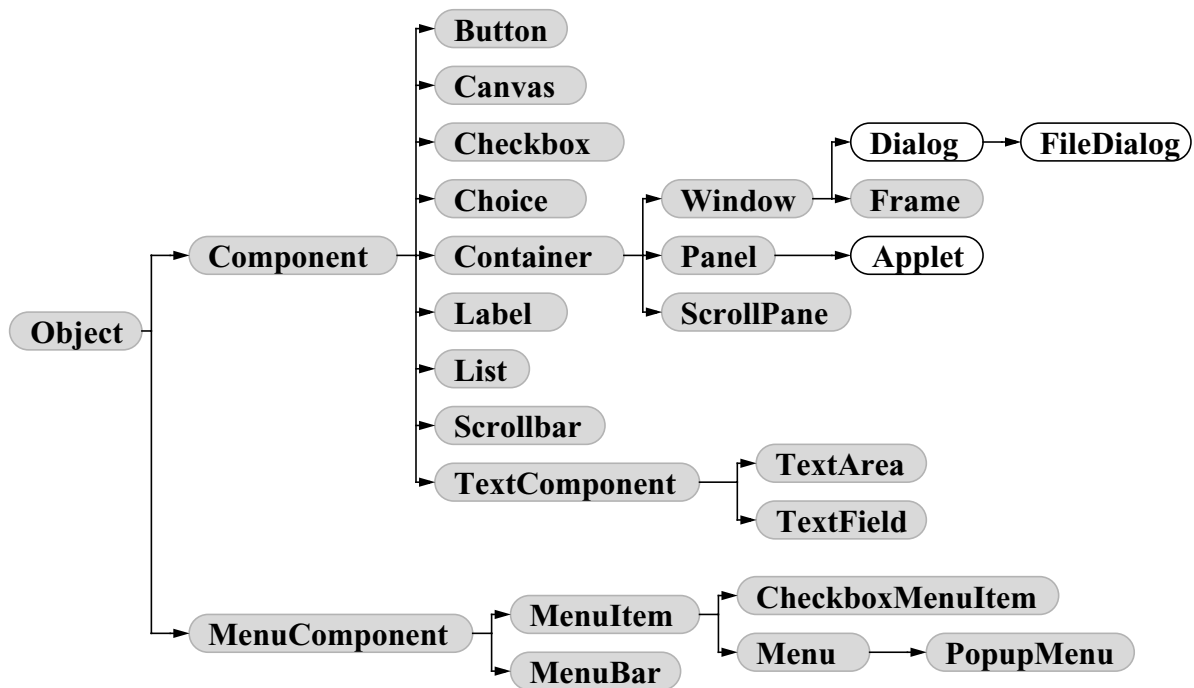 Button
Canvas
Checkbox
Dialog
FileDialog
Choice
Window
Frame
Component
Container
Panel
Applet
Object
Label
ScrollPane
List
Scrollbar
TextComponent
TextArea
TextField
MenuComponent
MenuItem
CheckboxMenuItem
MenuBar
Menu
PopupMenu